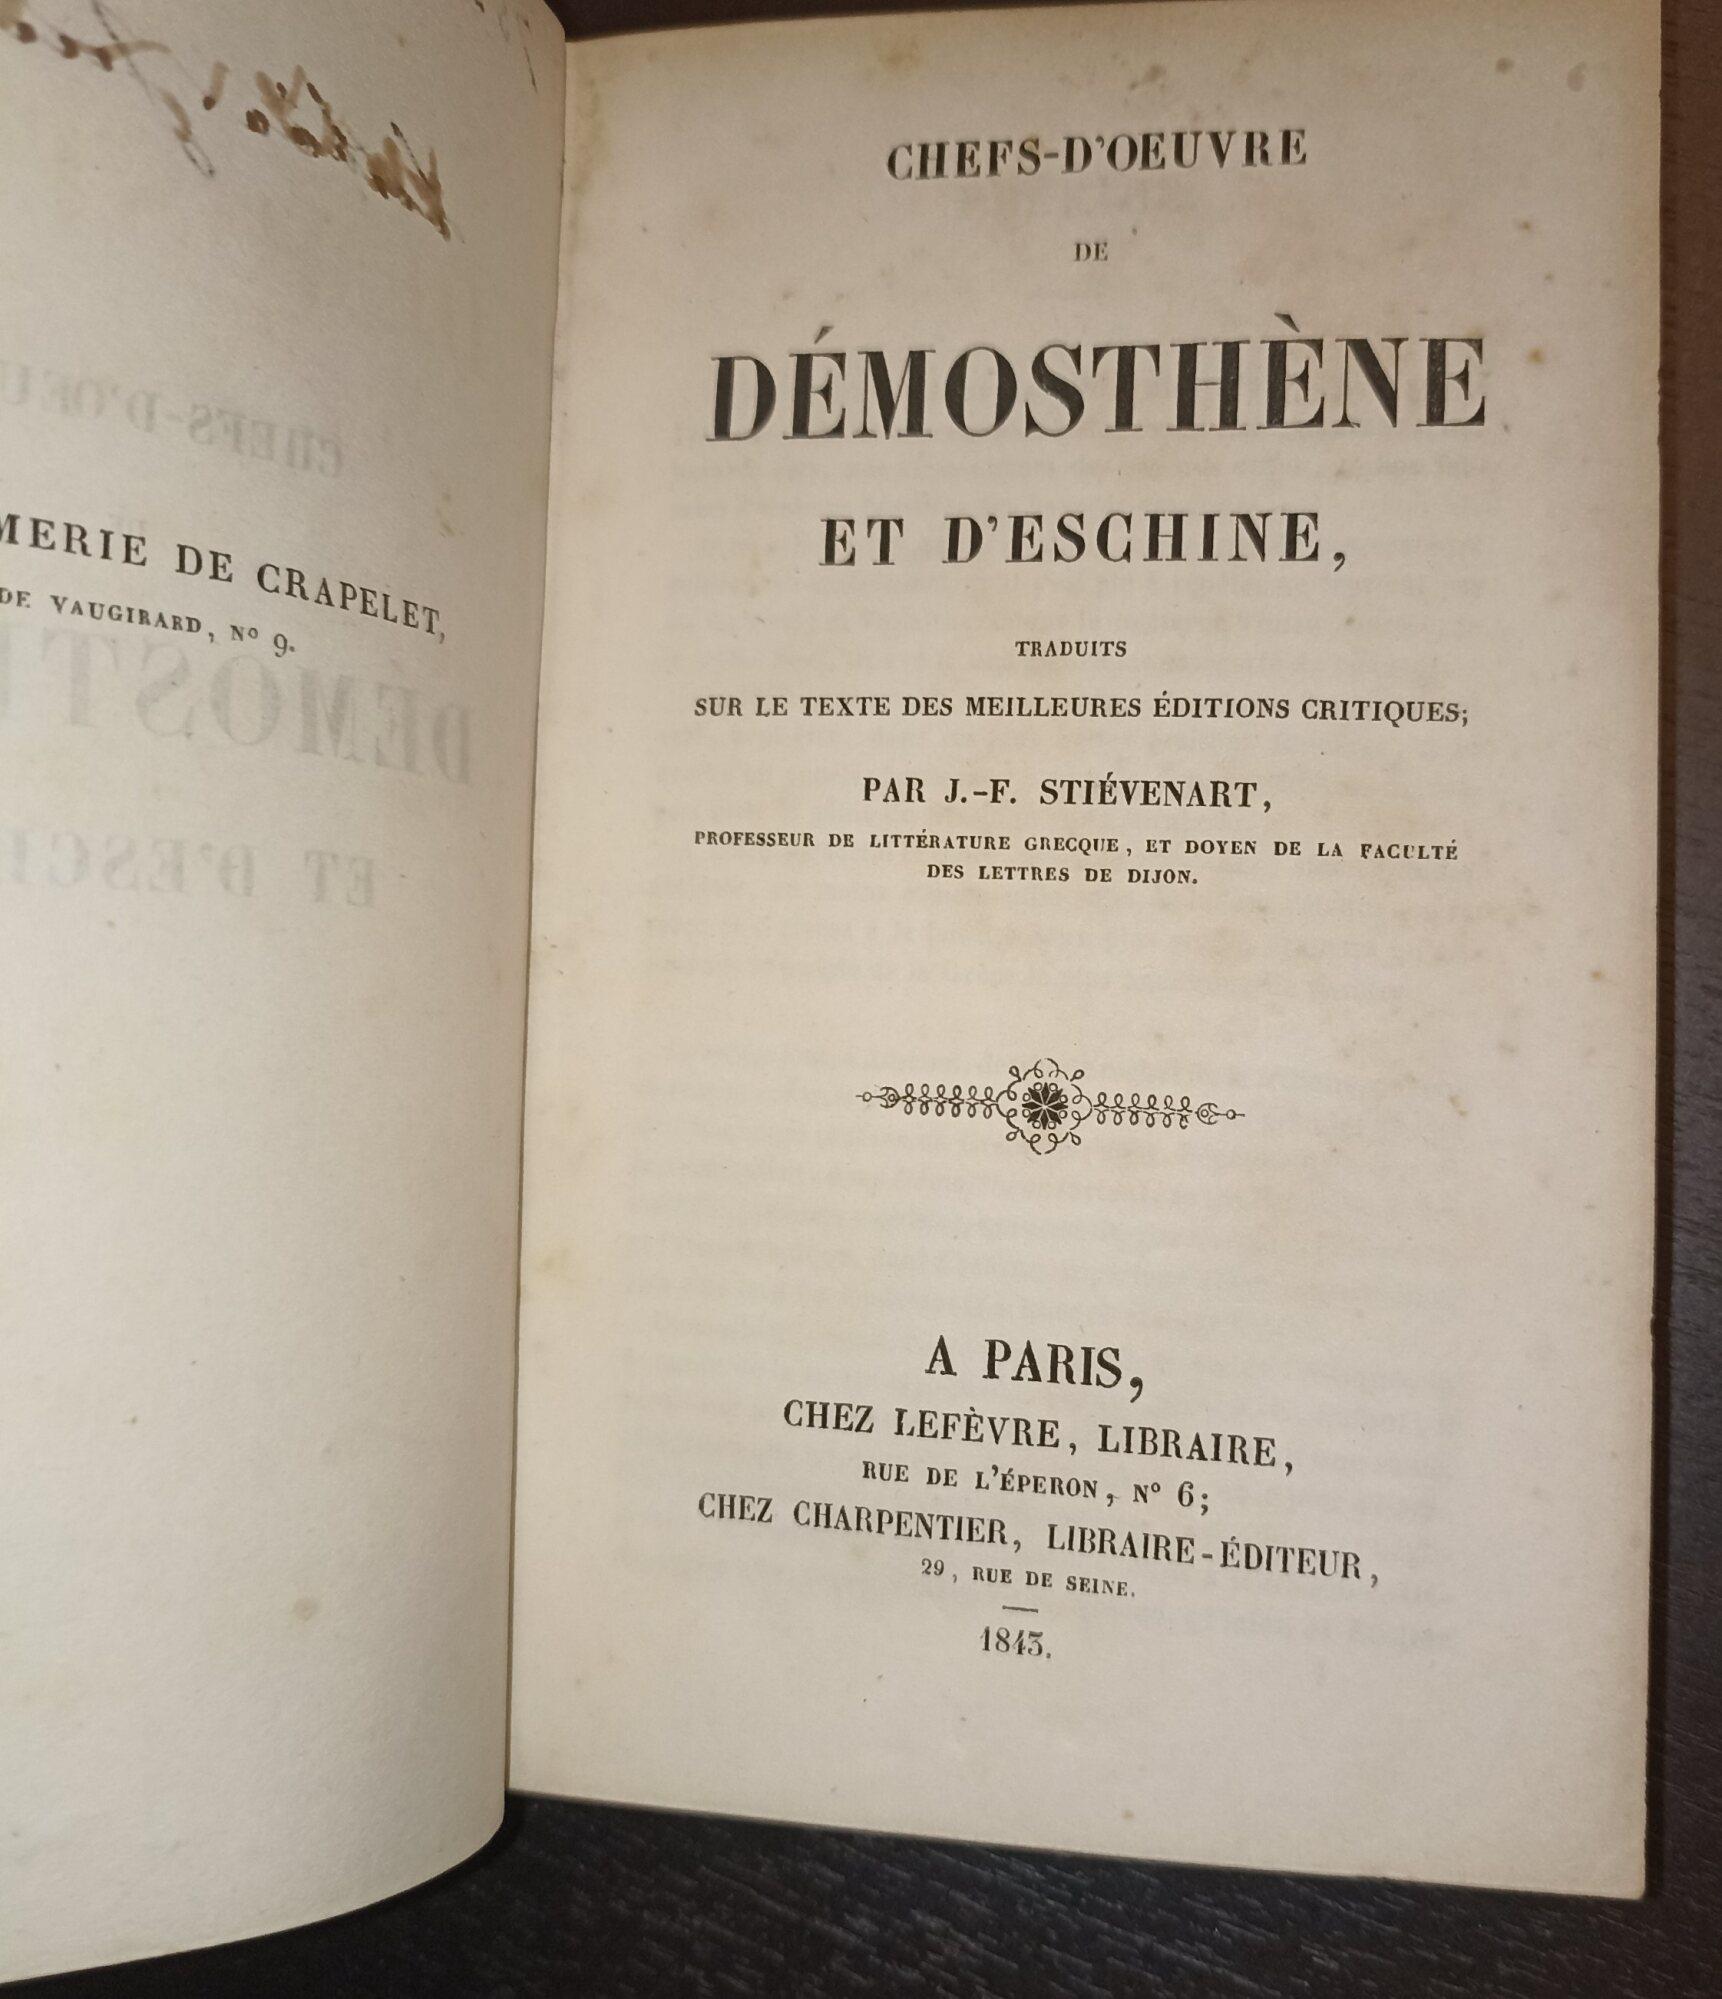 MERIE DE CRAPELET,
DE VAUGIRARD, Nº 9.
CHEFS-D'OEUVRE
DE
DÉMOSTHÈNE
ET D'ESCHINE,
TRADUITS
SUR LE TEXTE DES MEILLEURES ÉDITIONS CRITIQUES;
PAR J.-F. STIÉVENART,
PROFESSEUR DE LITTÉRATURE GRECQUE, ET DOYEN DE LA FACULTÉ
DES LETTRES DE DIJON.
A PARIS,
CHEZ LEFÈVRE, LIBRAIRE,
RUE DE L'ÉPERON, Nº 6;
CHEZ CHARPENTIER, LIBRAIRE-ÉDITEUR,
29, RUE DE SEINE.
1843.